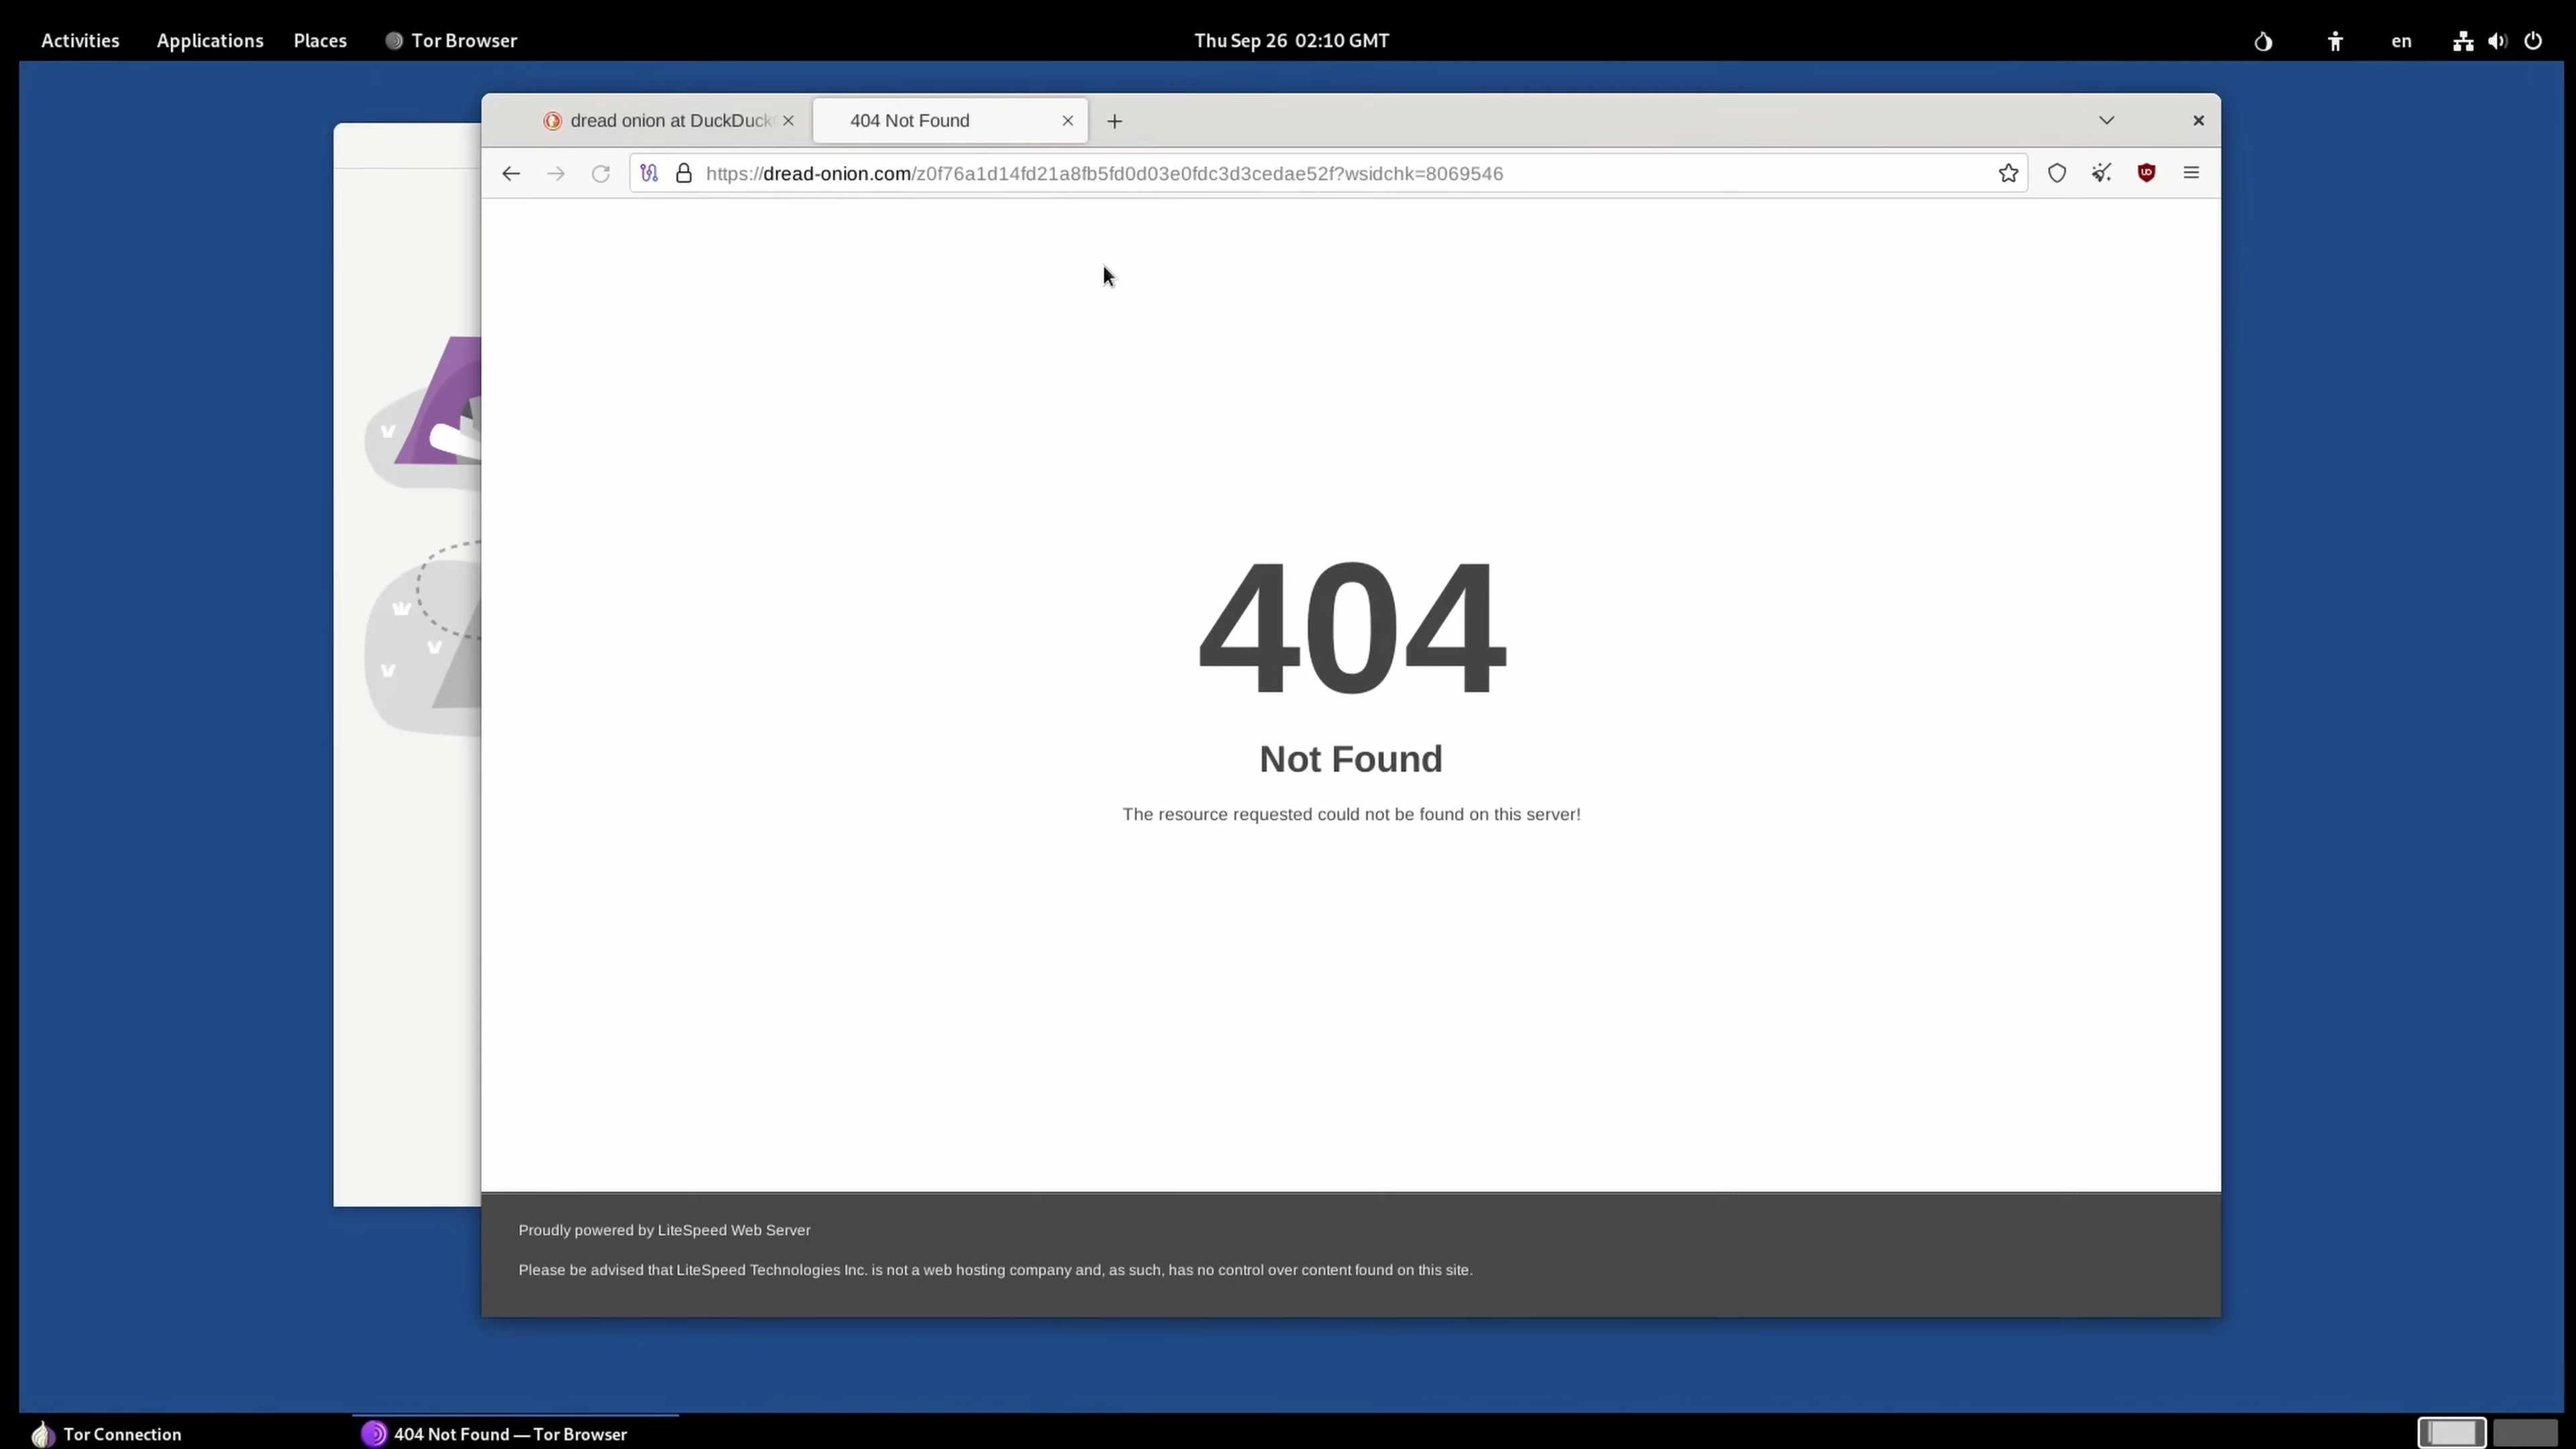 Activities Applications Places Tor Browser Thu Sep 26 02:10 GMT en
dread onion at DuckDuck 404 Not Found
https://dread-onion.com/z0f76a1d14fd21a8fb5fd0d03e0fdc3d3cedae52f?wsidchk=8069546
404
Not Found
The resource requested could not be found on this server!
Proudly powered by LiteSpeed Web Server
Please be advised that LiteSpeed Technologies Inc. is not a web hosting company and, as such, has no control over content found on this site.
Tor Connection 404 Not Found — Tor Browser